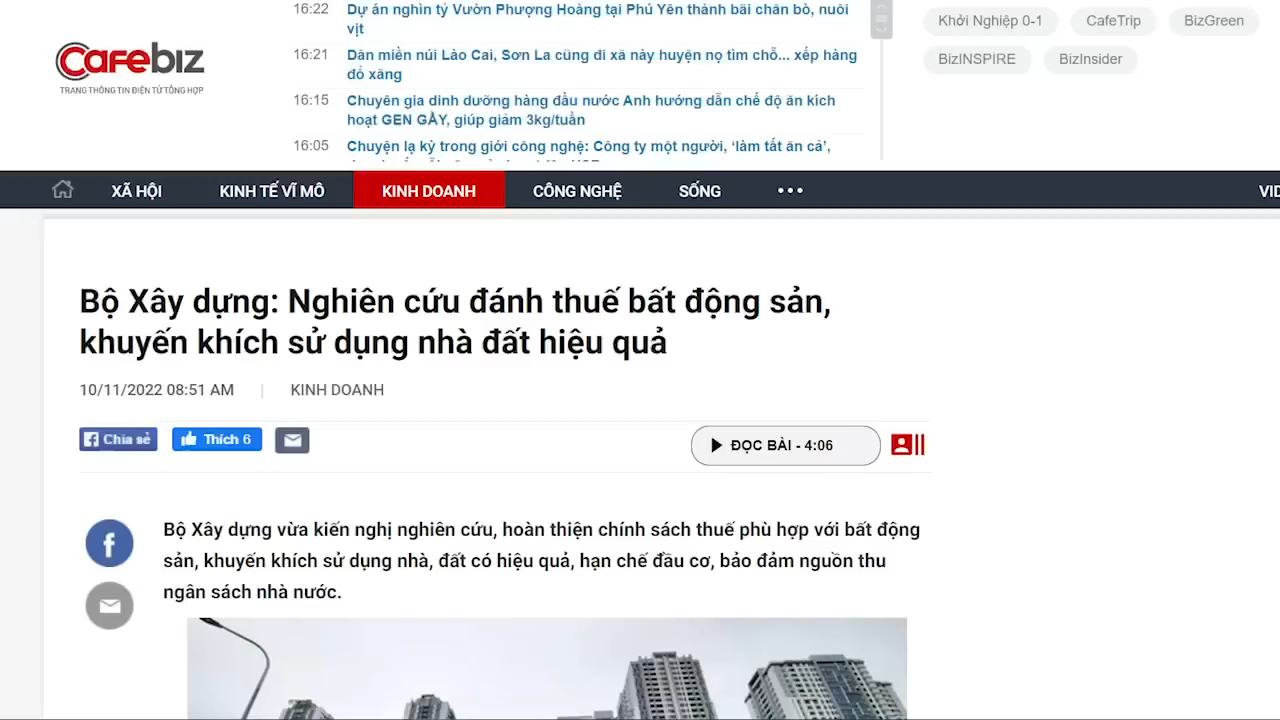 16:22 Dự án nghìn tỷ Vườn Phượng Hoàng tại Phú Yên thành bãi chăn bò, nuôi
vịt
16:21 Dân miền núi Lào Cai, Sơn La cũng đi xa này huyện nọ tìm chỗ... xếp hàng
đổ xăng
16:15 Chuyên gia dinh dưỡng hàng đầu nước Anh hướng dẫn chế độ ăn kích
hoạt GEN GẦY, giúp giảm 3kg/tuần
16:05 Chuyện lạ kỳ trong giới công nghệ: Công ty một người, ‘làm tất ăn cả’,
Khởi Nghiệp 0-1
CafeTrip
BizGreen
BizINSPIRE
BizInsider
Cafebiz
TRANG THÔNG TIN ĐIỆN TỬ TỔNG HỢP
XÃ HỘI
KINH TẾ VĨ MÔ
KINH DOANH
CÔNG NGHỆ
SỐNG
VID
Bộ Xây dựng: Nghiên cứu đánh thuế bất động sản,
khuyến khích sử dụng nhà đất hiệu quả
10/11/2022 08:51 AM | KINH DOANH
Chia sẻ
Thích 6
ĐỌC BÀI - 4:06
Bộ Xây dựng vừa kiến nghị nghiên cứu, hoàn thiện chính sách thuế phù hợp với bất động
sản, khuyến khích sử dụng nhà, đất có hiệu quả, hạn chế đầu cơ, bảo đảm nguồn thu
ngân sách nhà nước.